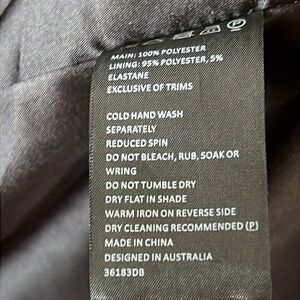 MAIN: 100% POLYESTER
LINING: 95% POLYESTER, 5%
ELASTANE
EXCLUSIVE OF TRIMS
COLD HAND WASH
SEPARATELY
REDUCED SPIN
DO NOT BLEACH, RUB, SOAK OR
WRING
DO NOT TUMBLE DRY
DRY FLAT IN SHADE
WARM IRON ON REVERSE SIDE
DRY CLEANING RECOMMENDED (P)
MADE IN CHINA
DESIGNED IN AUSTRALIA
36183DB